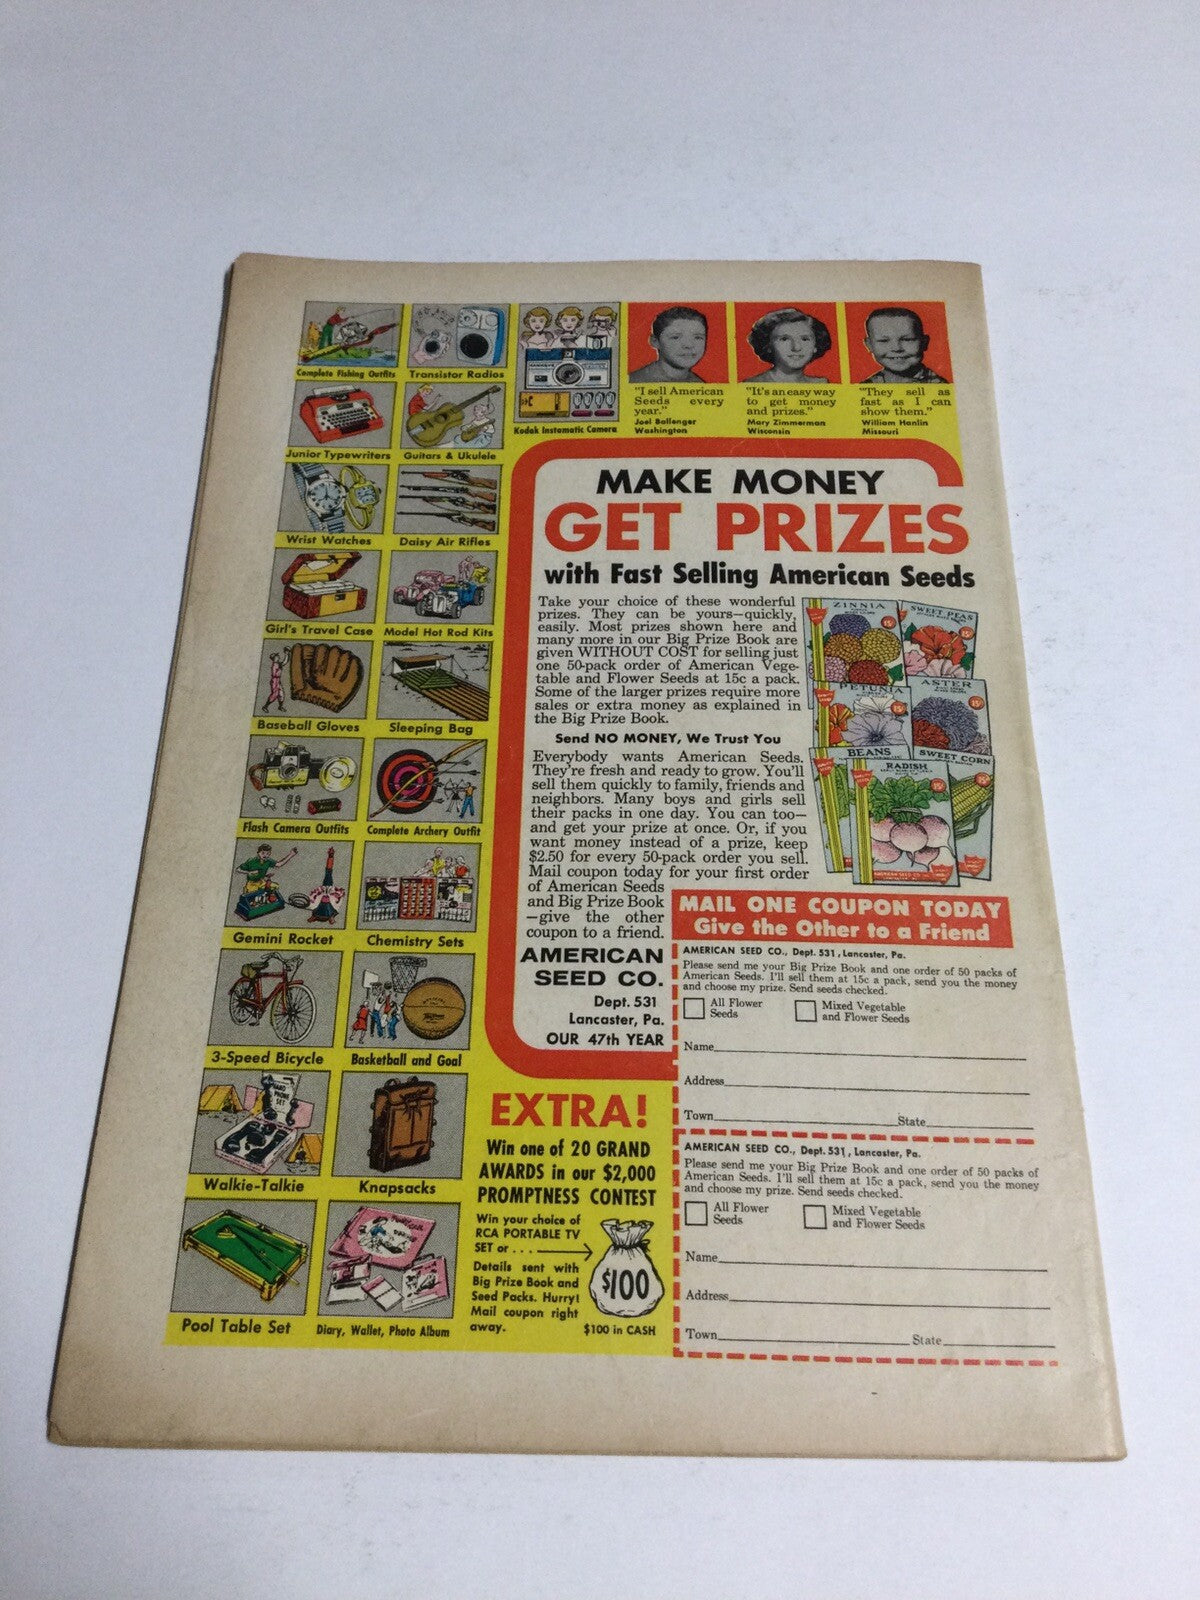 Complete Fishing Outfits
Transistor Radios
Kodak Instamatic Camera
"I sell American
Seeds every
year."
Joel Ballenger
Washington
"It's an easy way
to get money
and prizes."
Mary Zimmerman
Wisconsin
"They sell as
fast as I can
show them."
William Hanlin
Missouri
Junior Typewriters
Guitars & Ukulele
Wrist Watches
Daisy Air Rifles
Girl's Travel Case
Model Hot Rod Kits
Baseball Gloves
Sleeping Bag
Flash Camera Outfits
Complete Archery Outfit
Gemini Rocket
Chemistry Sets
3-Speed Bicycle
Basketball and Goal
Walkie-Talkie
Knapsacks
Pool Table Set
Diary, Wallet, Photo Album
MAKE MONEY
GET PRIZES
with Fast Selling American Seeds
Take your choice of these wonderful
prizes. They can be yours—quickly,
easily. Most prizes shown here and
many more in our Big Prize Book are
given WITHOUT COST for selling just
one 50-pack order of American Vege-
table and Flower Seeds at 15c a pack.
Some of the larger prizes require more
sales or extra money as explained in
the Big Prize Book.
Send NO MONEY, We Trust You
Everybody wants American Seeds.
They're fresh and ready to grow. You'll
sell them quickly to family, friends and
neighbors. Many boys and girls sell
their packs in one day. You can too—
and get your prize at once. Or, if you
want money instead of a prize, keep
$2.50 for every 50-pack order you sell.
Mail coupon today for your first order
of American Seeds
and Big Prize Book
—give the other
coupon to a friend.
AMERICAN
SEED CO.
Dept. 531
Lancaster, Pa.
OUR 47th YEAR
ZINNIA
15¢
SWEET PEAS
15¢
PETUNIA
15¢
ASTER
15¢
BEANS
SWEET CORN
15¢
RADISH
15¢
MAIL ONE COUPON TODAY
Give the Other to a Friend
AMERICAN SEED CO., Dept. 531, Lancaster, Pa.
Please send me your Big Prize Book and one order of 50 packs of
American Seeds. I'll sell them at 15c a pack, send you the money
and choose my prize. Send seeds checked.
All Flower
Seeds
Mixed Vegetable
and Flower Seeds
Name
Address
Town State
AMERICAN SEED CO., Dept. 531, Lancaster, Pa.
Please send me your Big Prize Book and one order of 50 packs of
American Seeds. I'll sell them at 15c a pack, send you the money
and choose my prize. Send seeds checked.
All Flower
Seeds
Mixed Vegetable
and Flower Seeds
Name
Address
Town State
EXTRA!
Win one of 20 GRAND
AWARDS in our $2,000
PROMPTNESS CONTEST
Win your choice of
RCA PORTABLE TV
SET or . . .
Details sent with
Big Prize Book and
Seed Packs. Hurry!
Mail coupon right
away.
$100
$100 in CASH